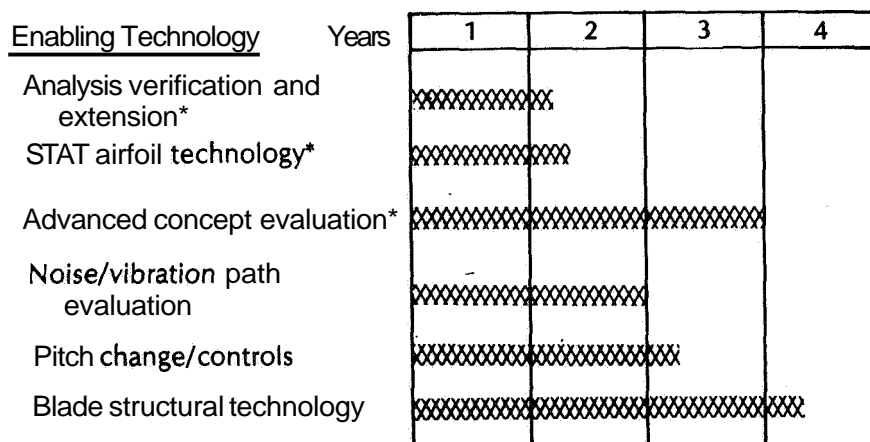 Enabling Technology Years 1 2 3 4
Analysis verification and
extension*
STAT airfoil technology*
Advanced concept evaluation*
Noise/vibration path
evaluation
Pitch change/controls
Blade structural technology